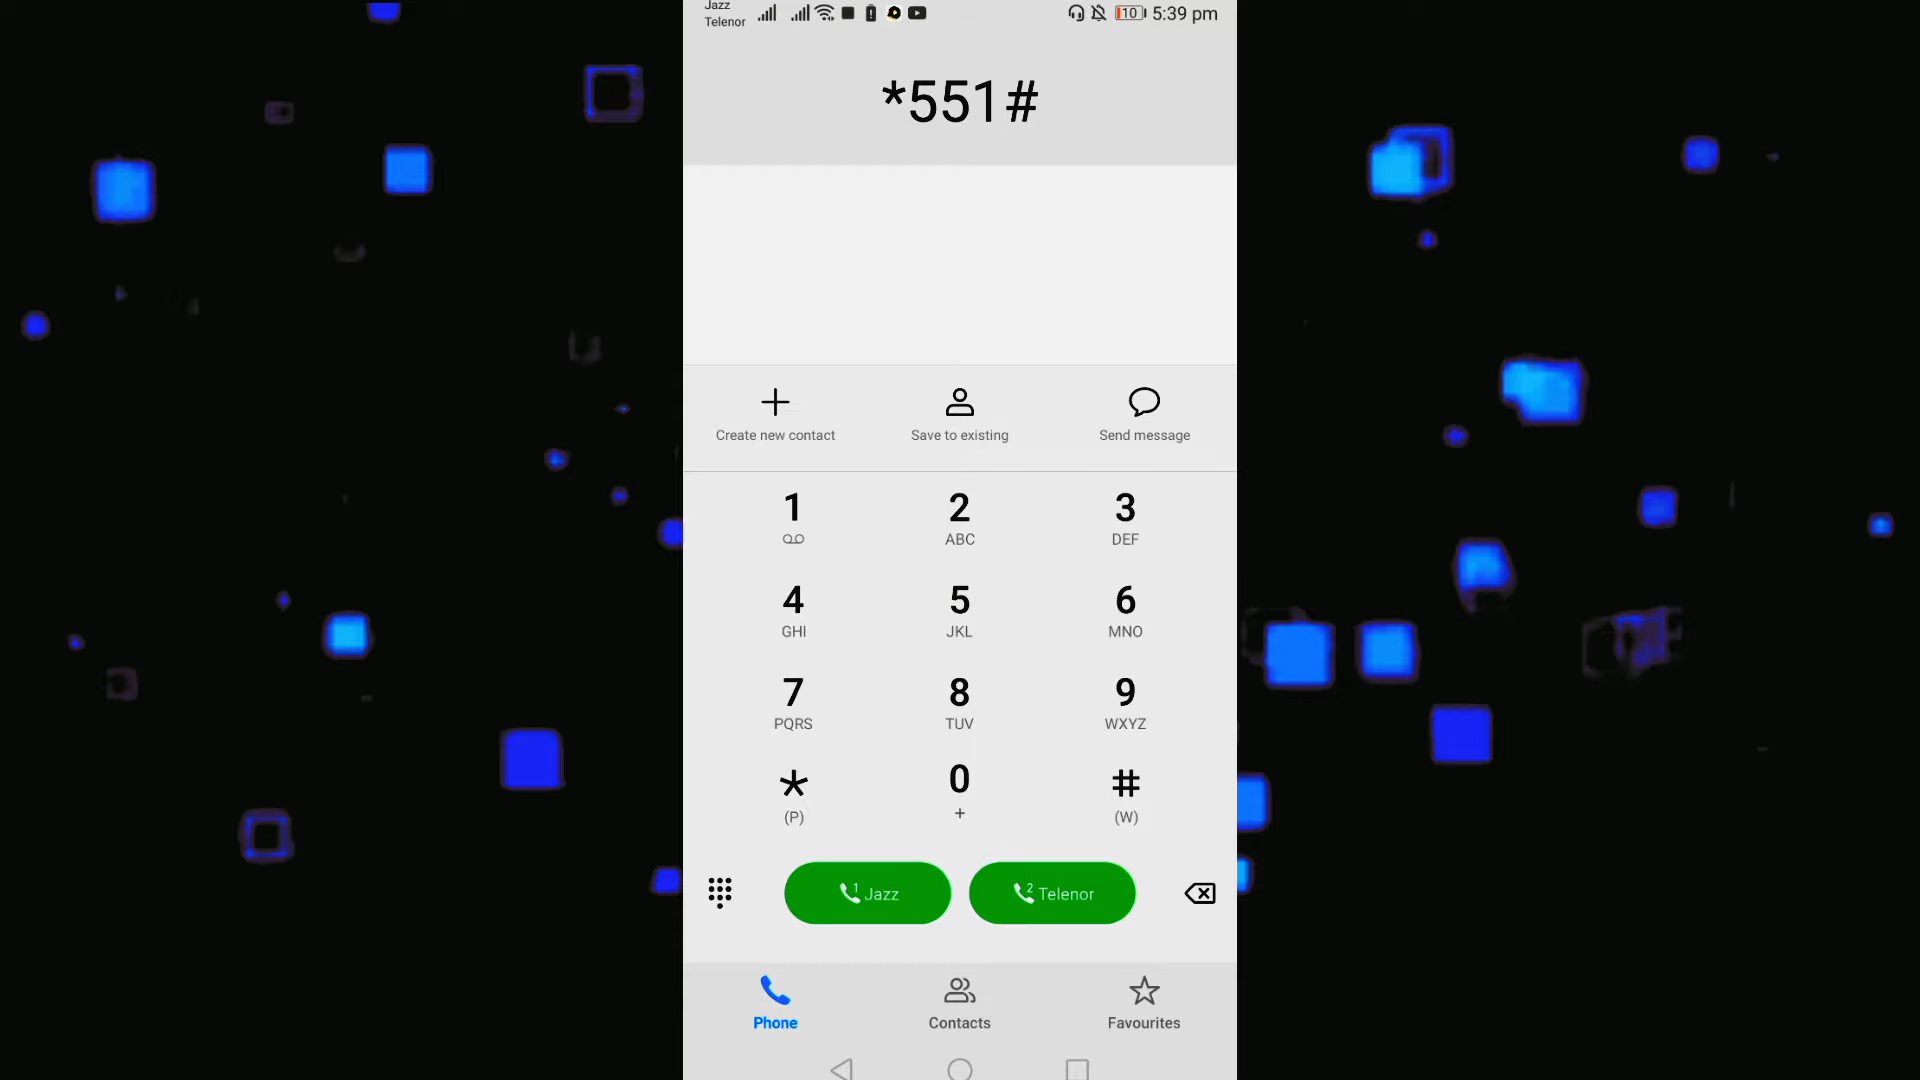 Jazz
Telenor
10 5:39 pm
*551#
Create new contact Save to existing Send message
1 2 3
ABC DEF
4 5 6
GHI JKL MNO
7 8 9
PQRS TUV WXYZ
* 0 #
(P) + (W)
1 Jazz 2 Telenor
Phone Contacts Favourites